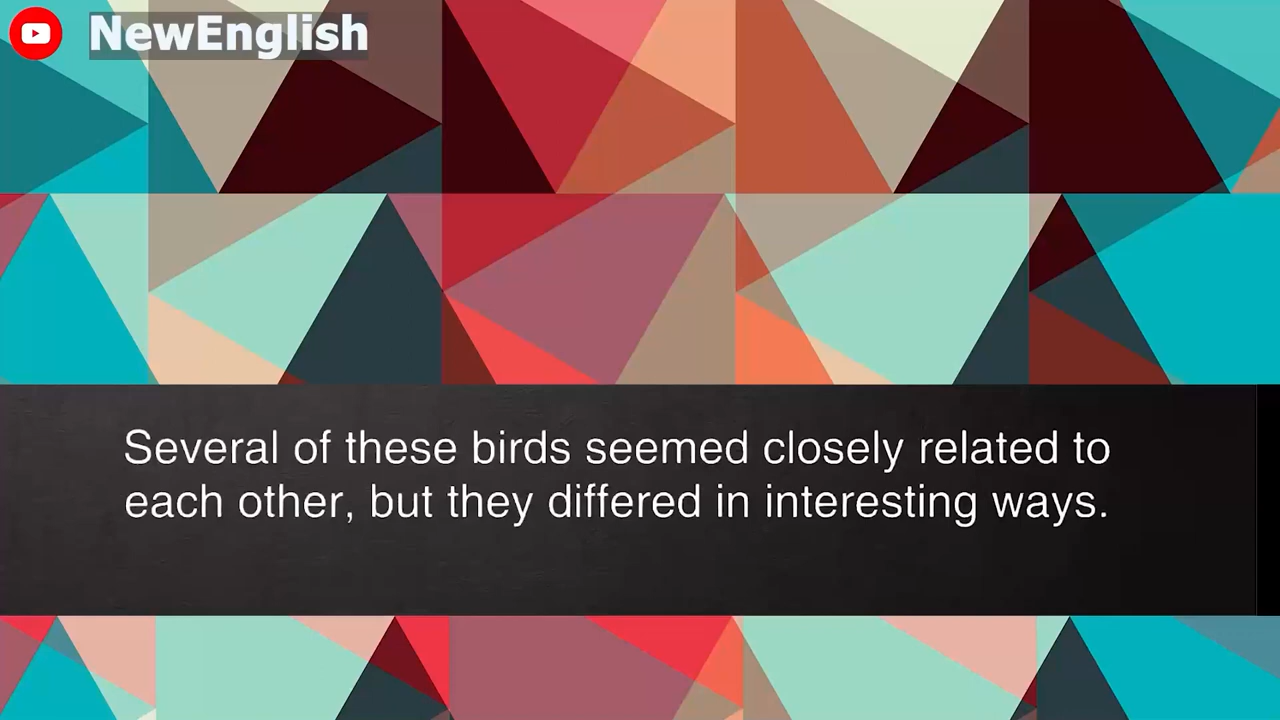 NewEnglish
Several of these birds seemed closely related to
each other, but they differed in interesting ways.